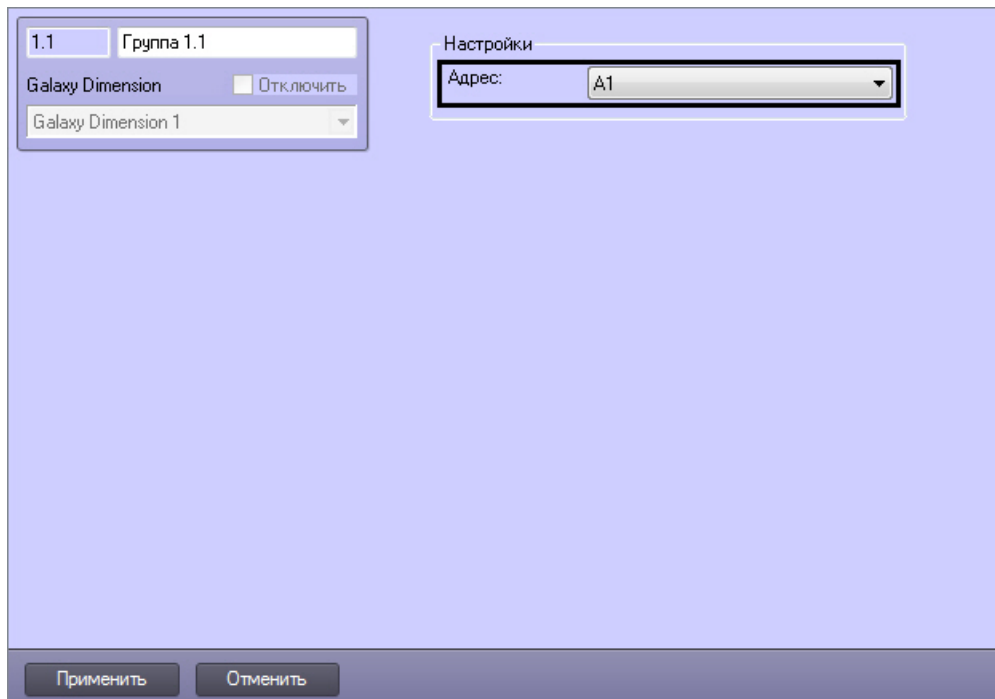 1.1 Группа 1.1
Galaxy Dimension Отключить
Galaxy Dimension 1
Настройки
Адрес: A1
Применить Отменить